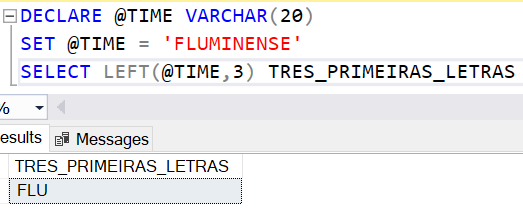 DECLARE @TIME VARCHAR(20)
SET @TIME = 'FLUMINENSE'
SELECT LEFT(@TIME,3) TRES_PRIMEIRAS_LETRAS
%
esults Messages
TRES_PRIMEIRAS_LETRAS
FLU